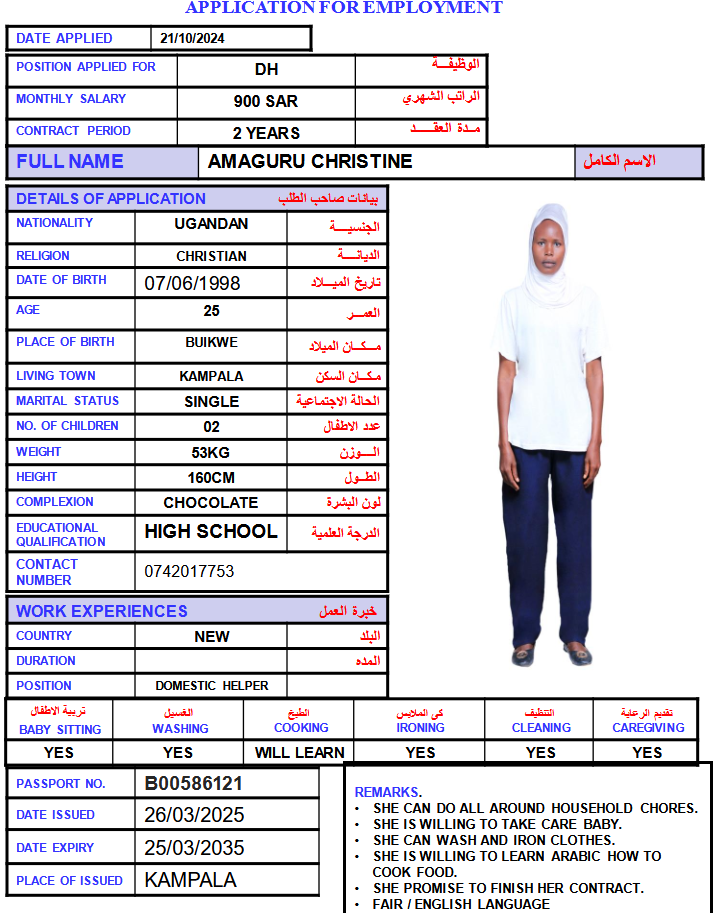 APPLICATION FOR EMPLOYMENT
DATE APPLIED 21/10/2024
POSITION APPLIED FOR DH الوظيفـــة
MONTHLY SALARY 900 SAR الراتب الشهري
CONTRACT PERIOD 2 YEARS مـدة العقـــد
FULL NAME AMAGURU CHRISTINE الاسم الكامل
DETAILS OF APPLICATION بيانات صاحب الطلب
NATIONALITY UGANDAN الجنسيـــة
RELIGION CHRISTIAN الديانـــة
DATE OF BIRTH 07/06/1998 تاريخ الميـــلاد
AGE 25 العمـــر
PLACE OF BIRTH BUIKWE مـــكـــان الميلاد
LIVING TOWN KAMPALA مكـان السكن
MARITAL STATUS SINGLE الحالة الاجتماعية
NO. OF CHILDREN 02 عدد الاطفال
WEIGHT 53KG الـــوزن
HEIGHT 160CM الطــول
COMPLEXION CHOCOLATE لون البشرة
EDUCATIONAL QUALIFICATION HIGH SCHOOL الدرجة العلمية
CONTACT NUMBER 0742017753
WORK EXPERIENCES خبرة العمل
COUNTRY NEW البلد
DURATION المده
POSITION DOMESTIC HELPER
تربية الاطفال الغسيل الطبخ كى الملابس التنظيف تقديم الرعاية
BABY SITTING WASHING COOKING IRONING CLEANING CAREGIVING
YES YES WILL LEARN YES YES YES
PASSPORT NO. B00586121
DATE ISSUED 26/03/2025
DATE EXPIRY 25/03/2035
PLACE OF ISSUED KAMPALA
REMARKS.
• SHE CAN DO ALL AROUND HOUSEHOLD CHORES.
• SHE IS WILLING TO TAKE CARE BABY.
• SHE CAN WASH AND IRON CLOTHES.
• SHE IS WILLING TO LEARN ARABIC HOW TO
COOK FOOD.
• SHE PROMISE TO FINISH HER CONTRACT.
• FAIR / ENGLISH LANGUAGE